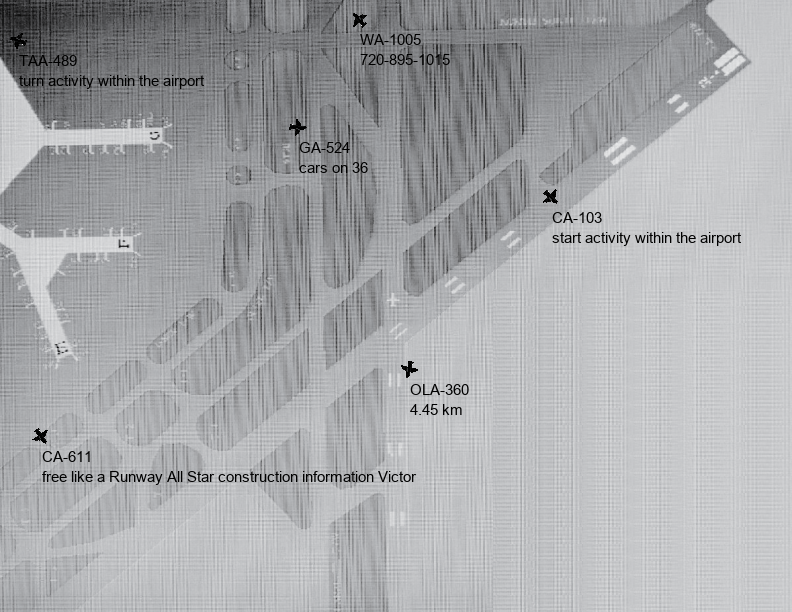 WA-1005
720-895-1015
TAA-489
turn activity within the airport
GA-524
cars on 36
CA-103
start activity within the airport
OLA-360
4.45 km
CA-611
free like a Runway All Star construction information Victor